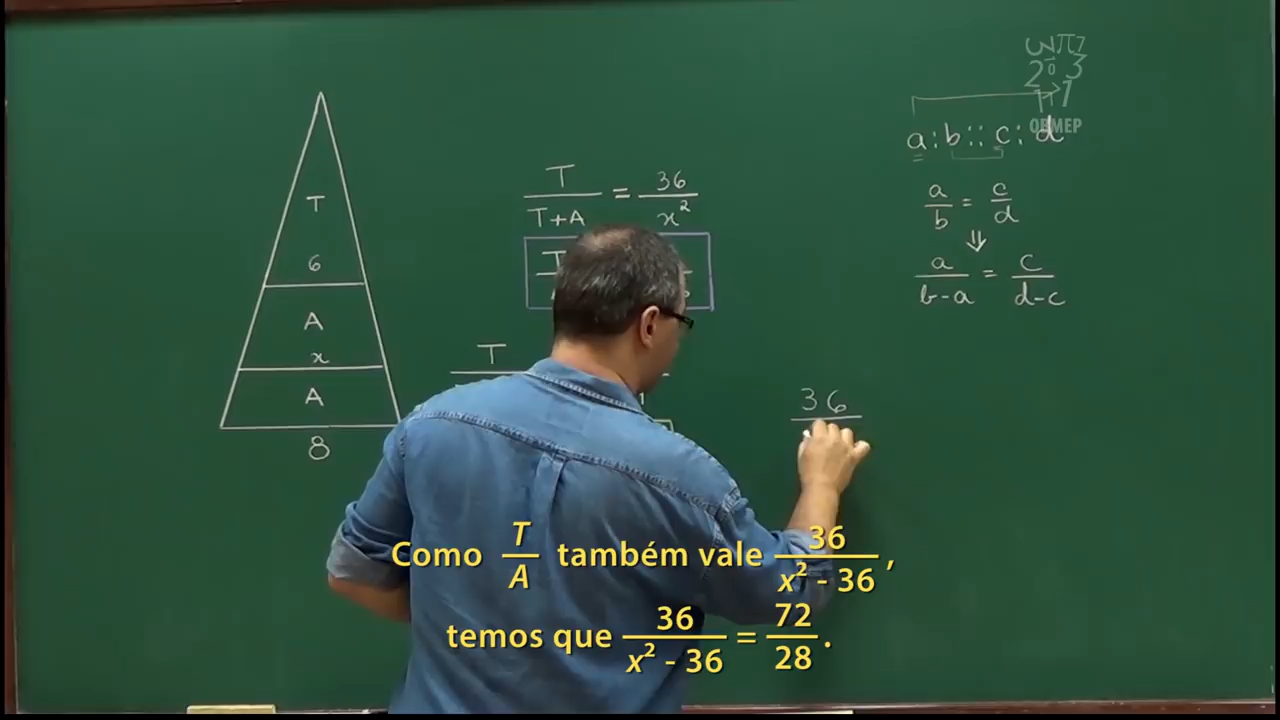 T
6
A
x
A
8
T/(T+A) = 36/x²
T
36
a:b::c:d
a/b = c/d
⇓
a/(b-a) = c/(d-c)
OBMEP
Como T/A também vale 36/(x² - 36),
temos que 36/(x² - 36) = 72/28.